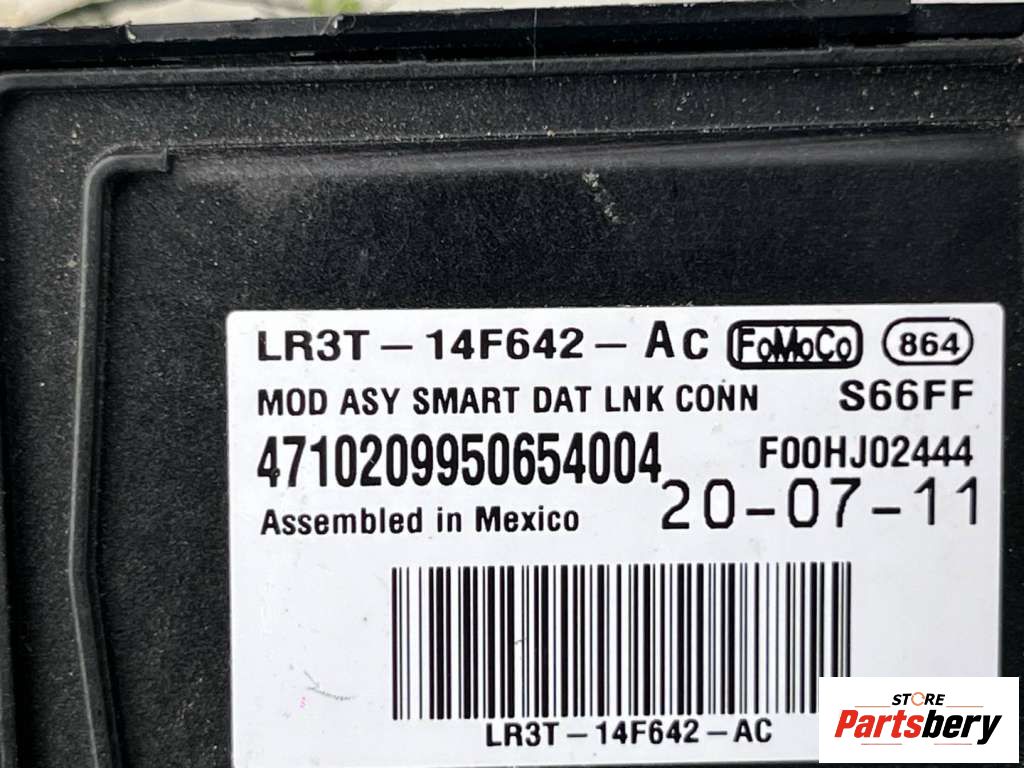 LR3T-14F642-AC FoMoCo 864
MOD ASY SMART DAT LNK CONN S66FF
4710209950654004 F00HJ02444
Assembled in Mexico 20-07-11
LR3T-14F642-AC
STORE
Partsbery